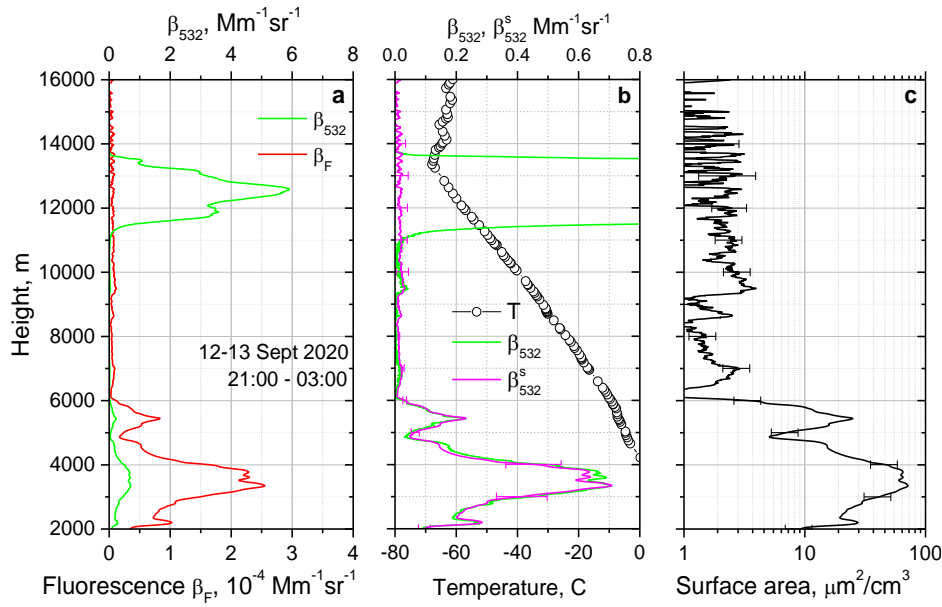 β532, Mm-1sr-1
β532, βs532 Mm-1sr-1
0 2 4 6 8
0.0 0.2 0.4 0.6 0.8
16000
14000
12000
10000
8000
6000
4000
2000
Height, m
a
β532
βF
12-13 Sept 2020
21:00 - 03:00
b
T
β532
βs532
c
0 1 2 3 4
-80 -60 -40 -20 0
1 10 100
Fluorescence βF, 10-4 Mm-1sr-1
Temperature, C
Surface area, μm2/cm3